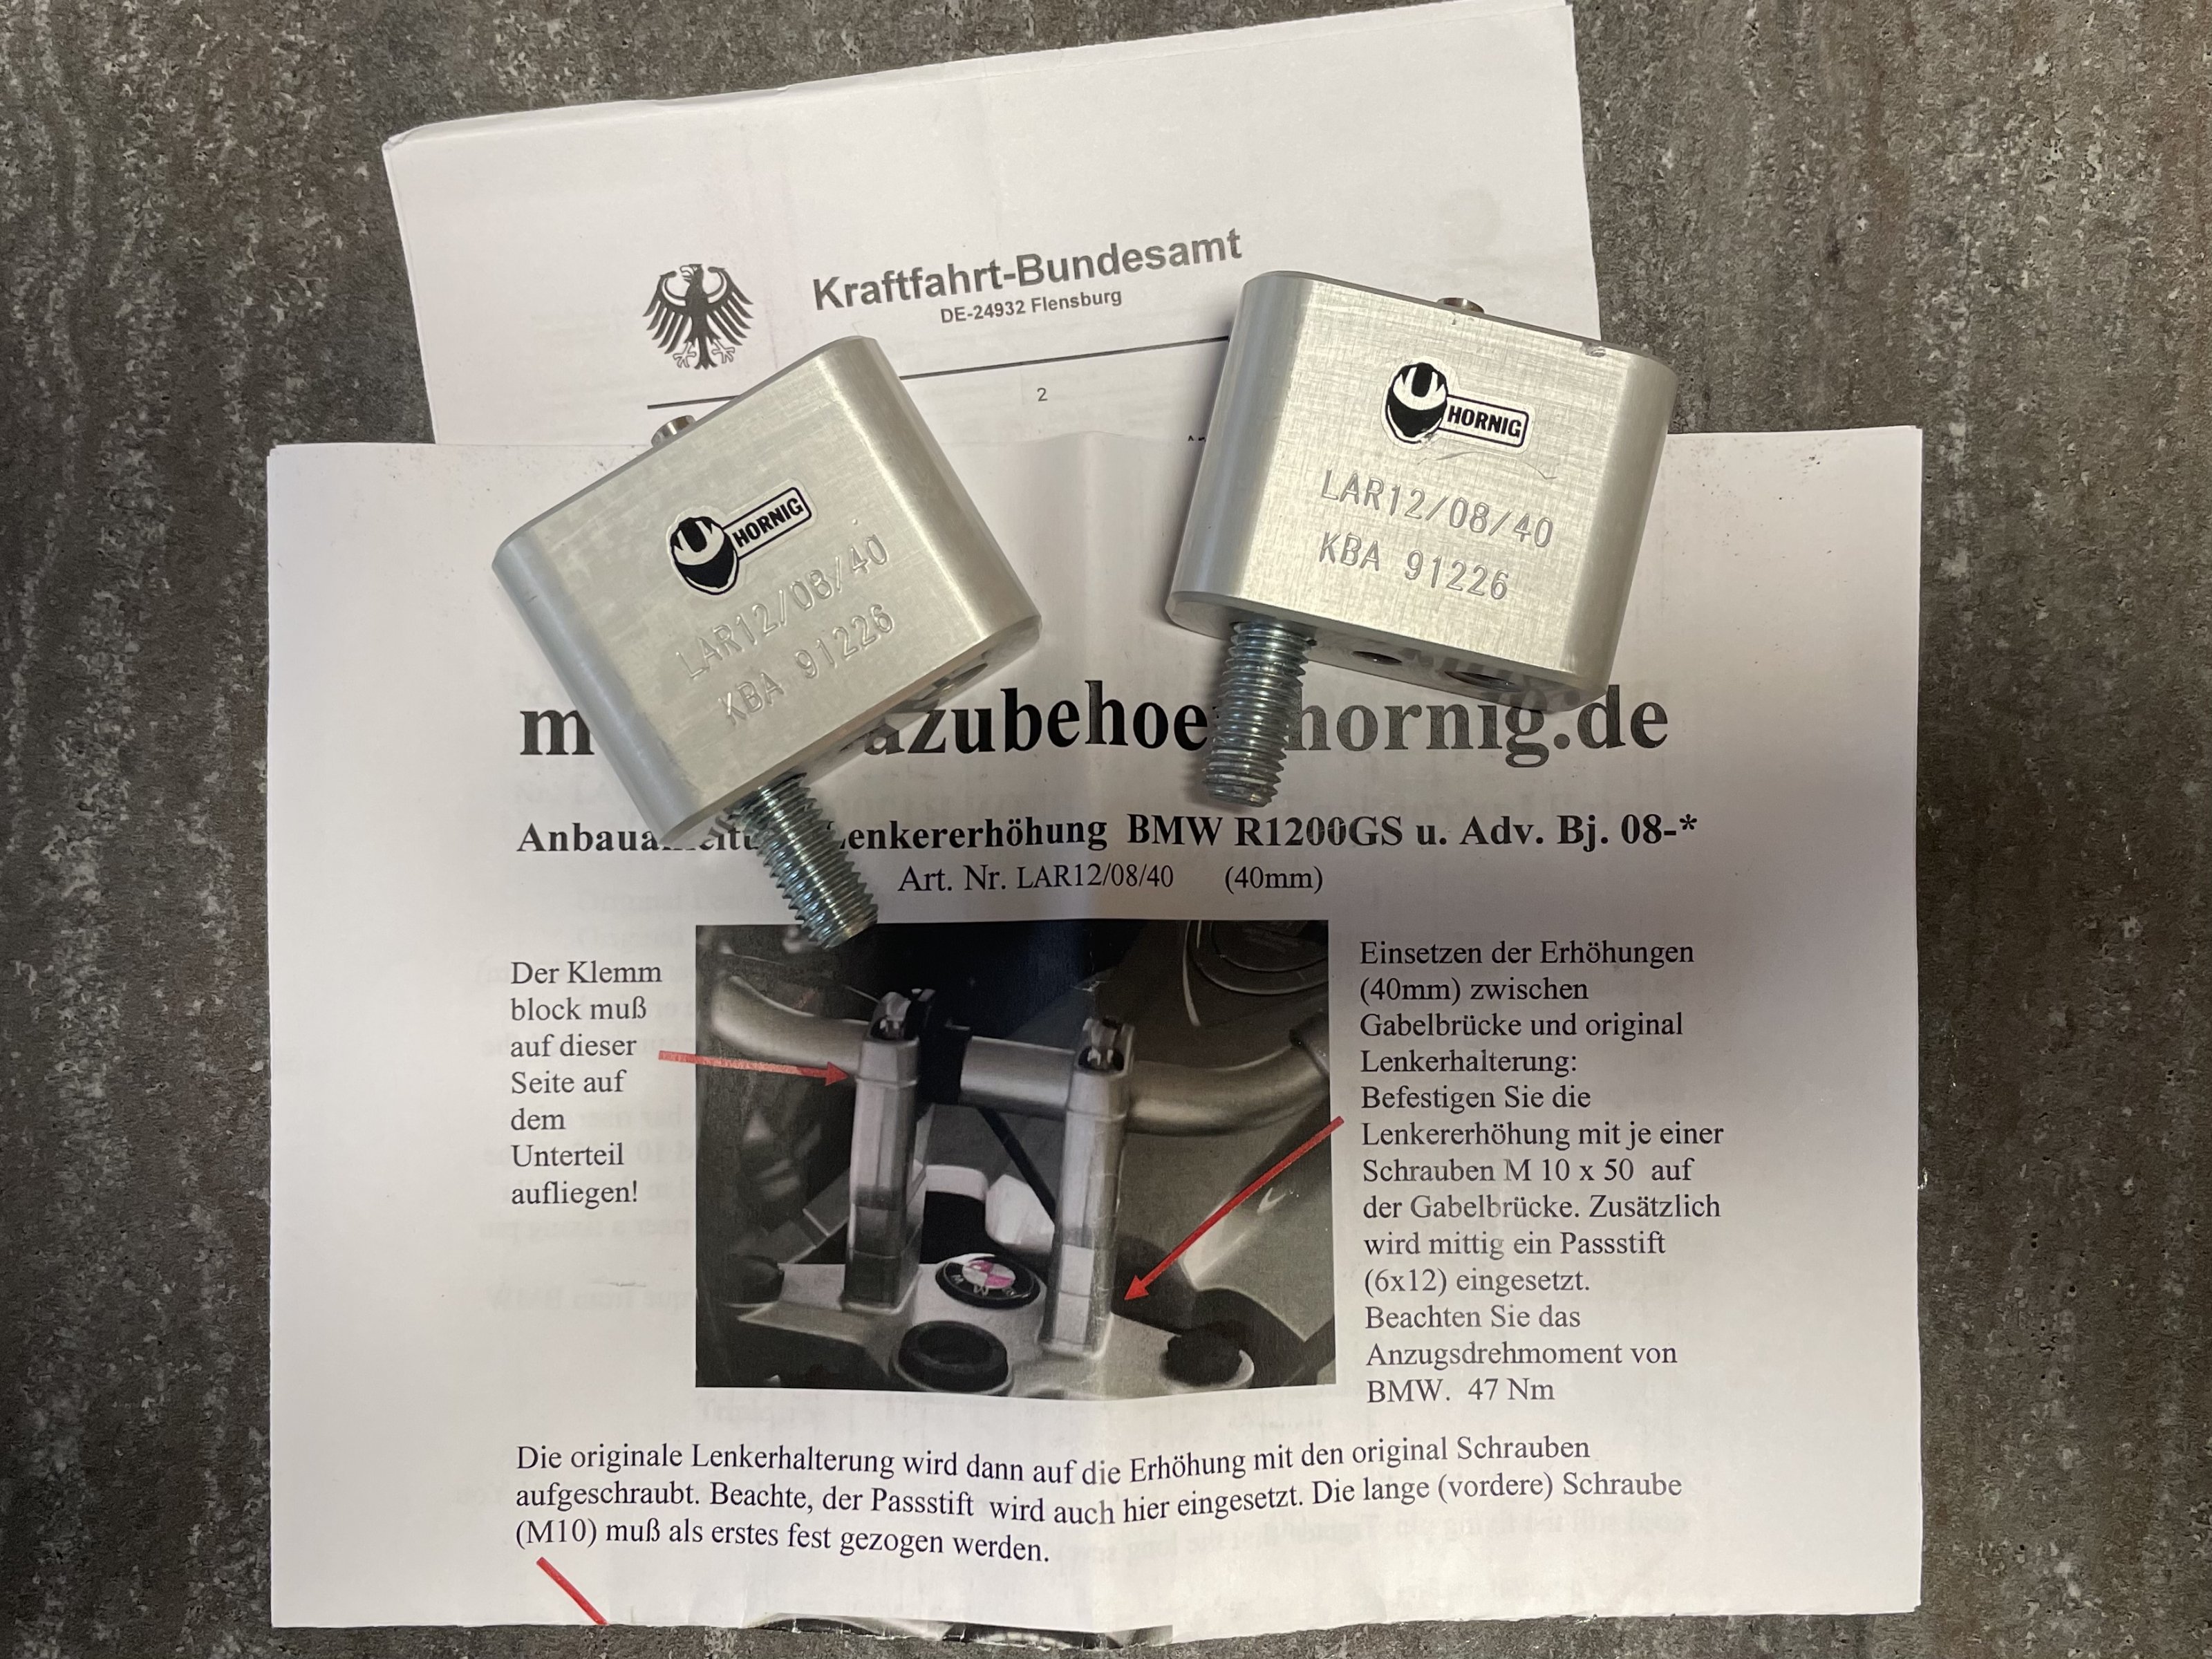 Kraftfahrt-Bundesamt
DE-24932 Flensburg
2
HORNIG
LAR12/08/40
KBA 91226
HORNIG
LAR12/08/40
KBA 91226
hornig.de
Lenkererhöhung BMW R1200GS u. Adv. Bj. 08-*
Art. Nr. LAR12/08/40 (40mm)
Der Klemm
block muß
auf dieser
Seite auf
dem
Unterteil
aufliegen!
Einsetzen der Erhöhungen
(40mm) zwischen
Gabelbrücke und original
Lenkerhalterung:
Befestigen Sie die
Lenkererhöhung mit je einer
Schrauben M 10 x 50 auf
der Gabelbrücke. Zusätzlich
wird mittig ein Passstift
(6x12) eingesetzt.
Beachten Sie das
Anzugsdrehmoment von
BMW. 47 Nm
Die originale Lenkerhalterung wird dann auf die Erhöhung mit den original Schrauben
aufgeschraubt. Beachte, der Passstift wird auch hier eingesetzt. Die lange (vordere) Schraube
(M10) muß als erstes fest gezogen werden.